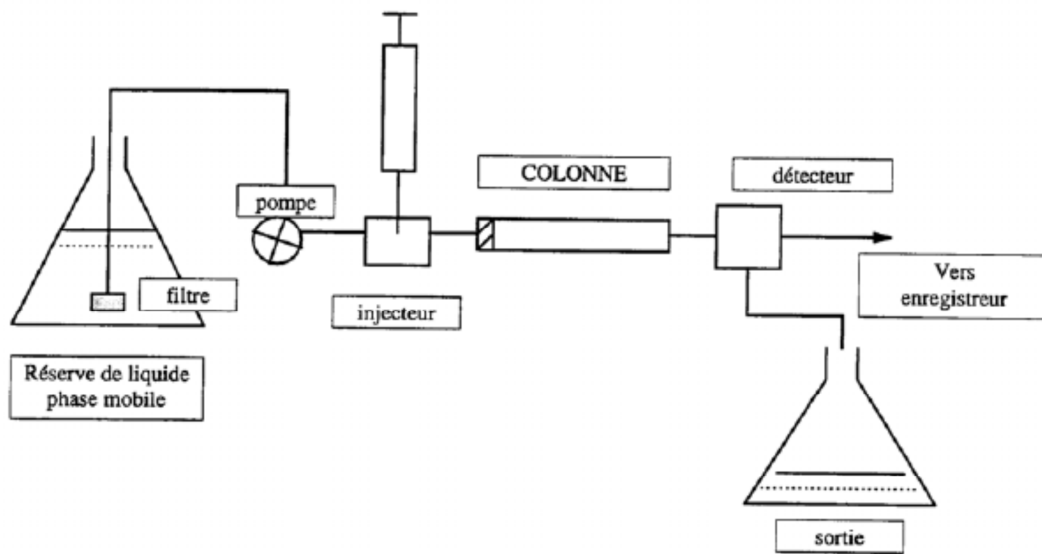 COLONNE
détecteur
pompe
filtre
injecteur
Vers
enregistreur
Réserve de liquide
phase mobile
sortie